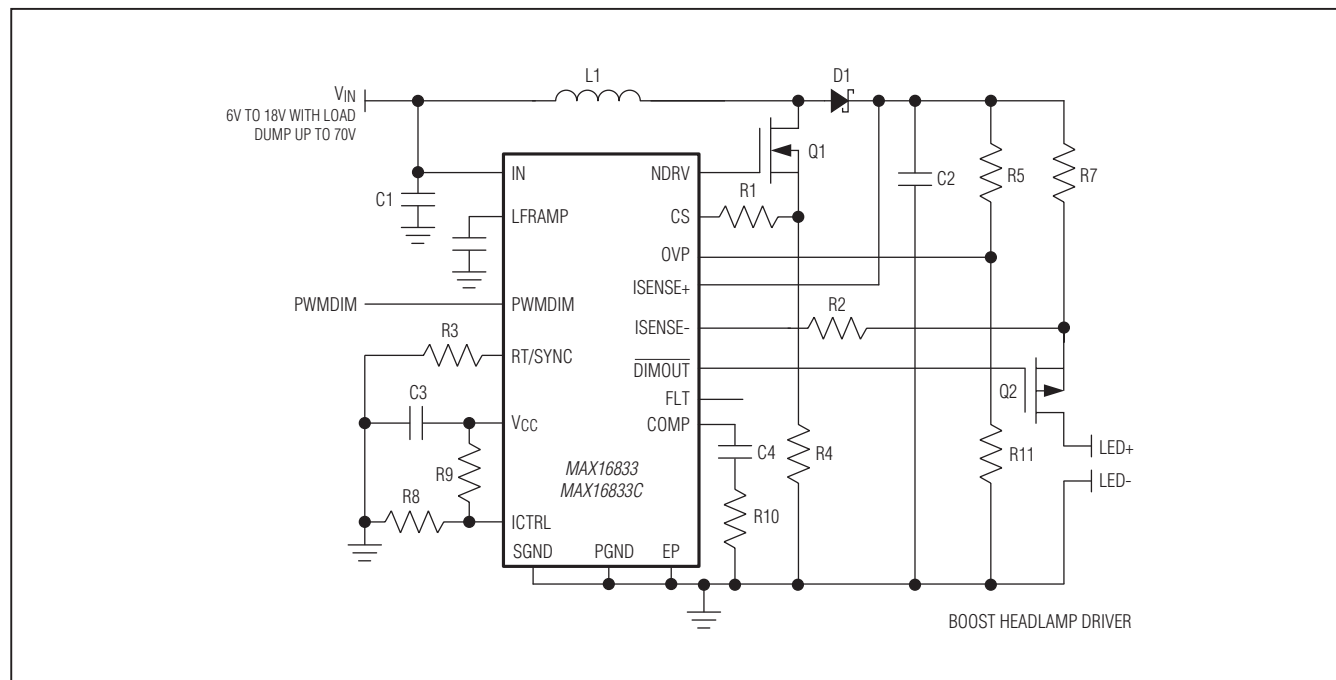 L1
D1
VIN
6V TO 18V WITH LOAD
DUMP UP TO 70V
Q1
IN
NDRV
R1
C2
R5
R7
C1
LFRAMP
CS
OVP
ISENSE+
PWMDIM
PWMDIM
ISENSE-
R2
R3
RT/SYNC
DIMOUT
Q2
C3
FLT
VCC
COMP
C4
R4
R11
LED+
LED-
R9
MAX16833
MAX16833C
R8
R10
ICTRL
SGND
PGND
EP
BOOST HEADLAMP DRIVER